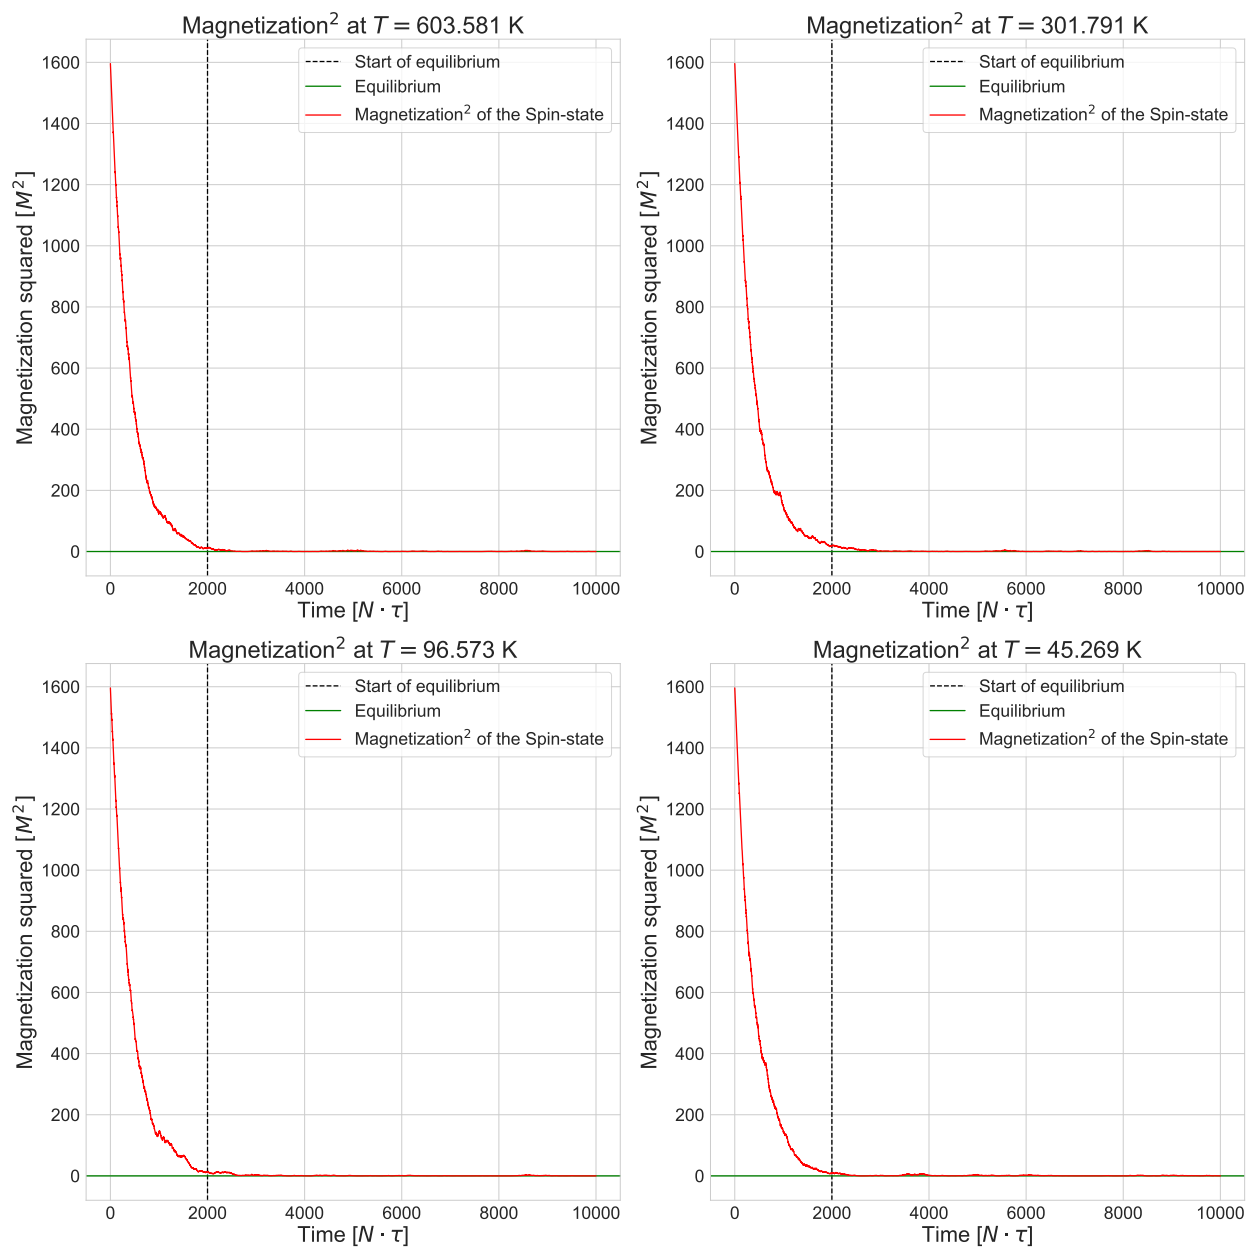 Magnetization² at T = 603.581 K
Magnetization squared [M²]
1600
1400
1200
1000
800
600
400
200
0
Start of equilibrium
Equilibrium
Magnetization² of the Spin-state
0 2000 4000 6000 8000 10000
Time [N · τ]
Magnetization² at T = 301.791 K
Magnetization squared [M²]
1600
1400
1200
1000
800
600
400
200
0
Start of equilibrium
Equilibrium
Magnetization² of the Spin-state
0 2000 4000 6000 8000 10000
Time [N · τ]
Magnetization² at T = 96.573 K
Magnetization squared [M²]
1600
1400
1200
1000
800
600
400
200
0
Start of equilibrium
Equilibrium
Magnetization² of the Spin-state
0 2000 4000 6000 8000 10000
Time [N · τ]
Magnetization² at T = 45.269 K
Magnetization squared [M²]
1600
1400
1200
1000
800
600
400
200
0
Start of equilibrium
Equilibrium
Magnetization² of the Spin-state
0 2000 4000 6000 8000 10000
Time [N · τ]